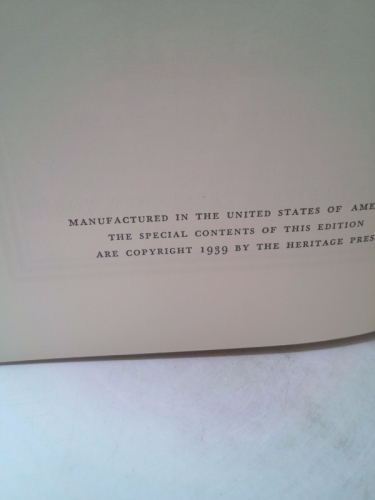 MANUFACTURED IN THE UNITED STATES OF AME
THE SPECIAL CONTENTS OF THIS EDITION
ARE COPYRIGHT 1939 BY THE HERITAGE PRES